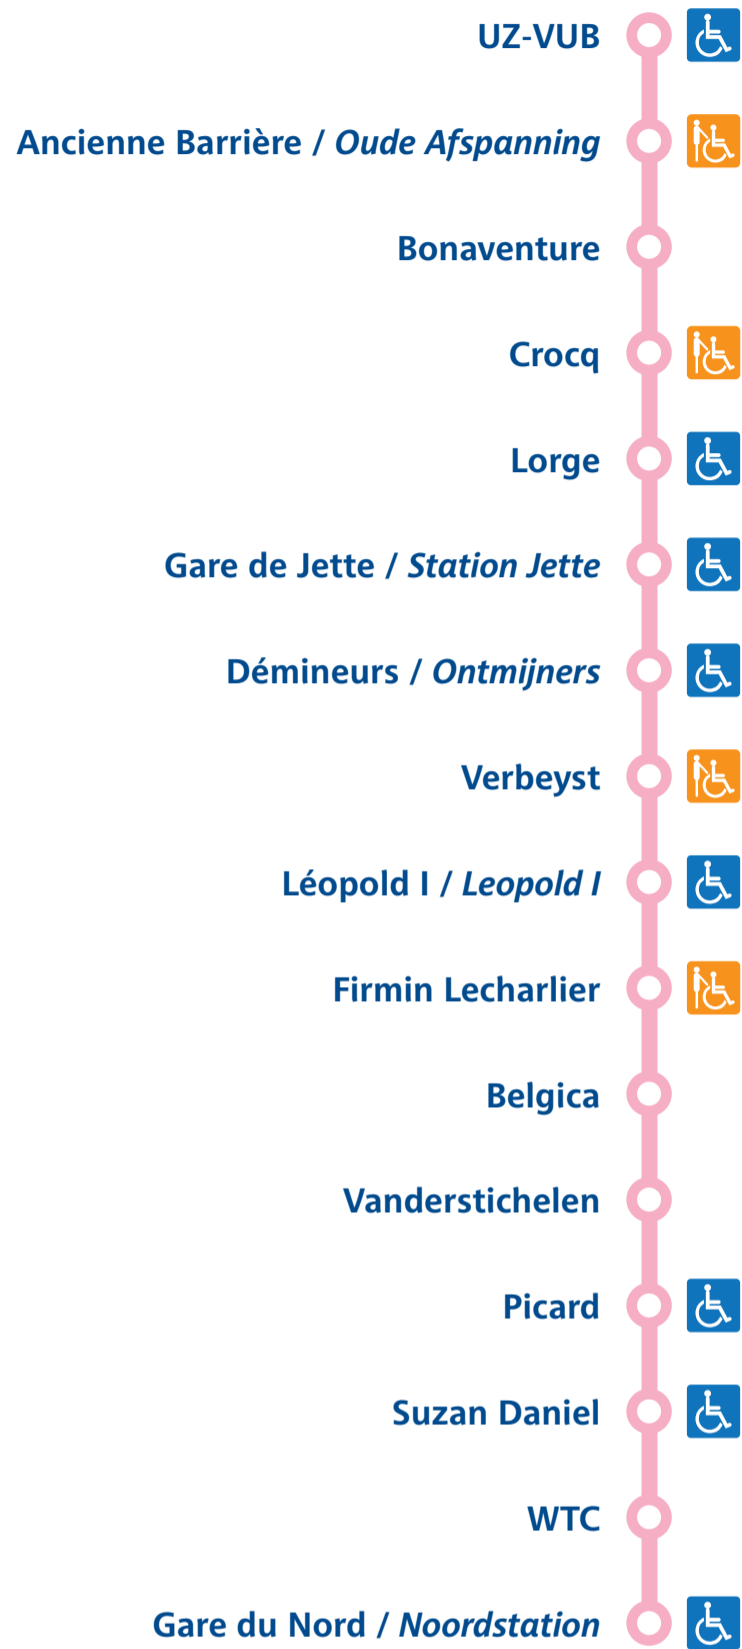 UZ-VUB
Ancienne Barrière / Oude Afspanning
Bonaventure
Crocq
Lorge
Gare de Jette / Station Jette
Démineurs / Ontmijners
Verbeyst
Léopold I / Leopold I
Firmin Lecharlier
Belgica
Vanderstichelen
Picard
Suzan Daniel
WTC
Gare du Nord / Noordstation